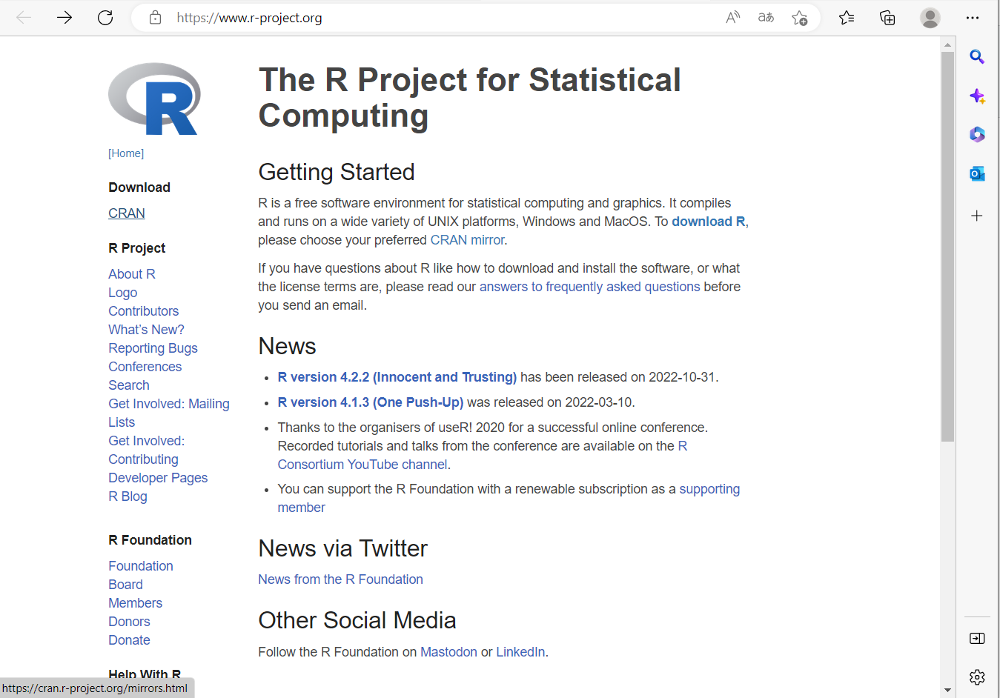 https://www.r-project.org
R
[Home]
Download
CRAN
R Project
About R
Logo
Contributors
What's New?
Reporting Bugs
Conferences
Search
Get Involved: Mailing
Lists
Get Involved:
Contributing
Developer Pages
R Blog
R Foundation
Foundation
Board
Members
Donors
Donate
Help With R
The R Project for Statistical
Computing
Getting Started
R is a free software environment for statistical computing and graphics. It compiles
and runs on a wide variety of UNIX platforms, Windows and MacOS. To download R,
please choose your preferred CRAN mirror.
If you have questions about R like how to download and install the software, or what
the license terms are, please read our answers to frequently asked questions before
you send an email.
News
• R version 4.2.2 (Innocent and Trusting) has been released on 2022-10-31.
• R version 4.1.3 (One Push-Up) was released on 2022-03-10.
• Thanks to the organisers of useR! 2020 for a successful online conference.
Recorded tutorials and talks from the conference are available on the R
Consortium YouTube channel.
• You can support the R Foundation with a renewable subscription as a supporting
member
News via Twitter
News from the R Foundation
Other Social Media
Follow the R Foundation on Mastodon or LinkedIn.
https://cran.r-project.org/mirrors.html